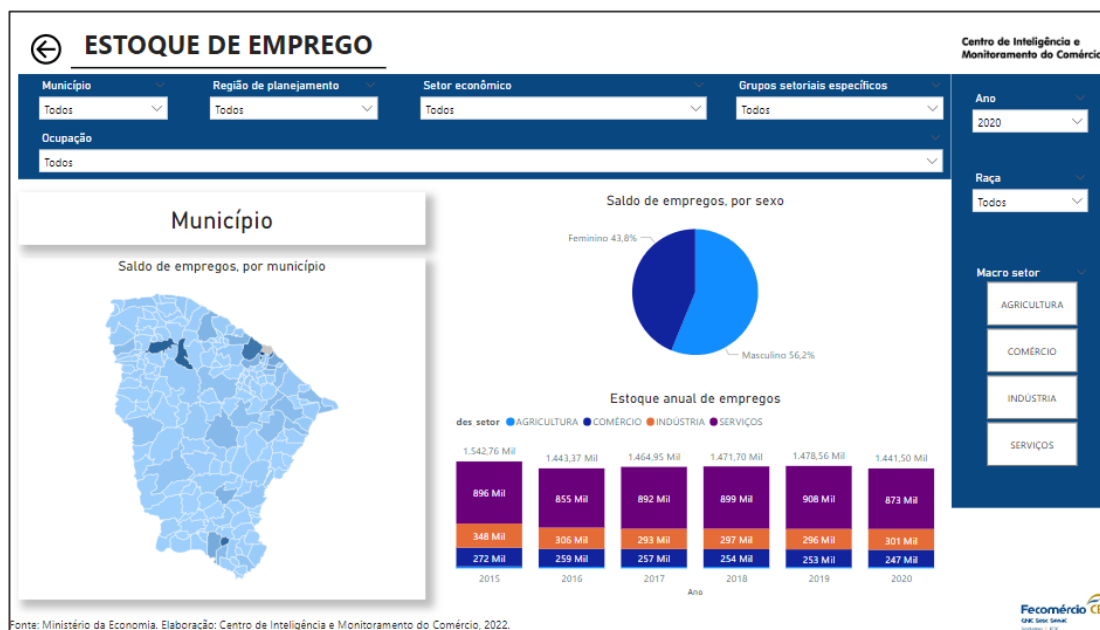 ESTOQUE DE EMPREGO
Centro de Inteligência e
Monitoramento do Comércio
Município
Todos
Região de planejamento
Todos
Setor econômico
Todos
Grupos setoriais específicos
Todos
Ocupação
Todos
Ano
2020
Raça
Todos
Macro setor
AGRICULTURA
COMÉRCIO
INDÚSTRIA
SERVIÇOS
Município
Saldo de empregos, por município
Saldo de empregos, por sexo
Feminino 43,8%
Masculino 56,2%
Estoque anual de empregos
des setor AGRICULTURA COMÉRCIO INDÚSTRIA SERVIÇOS
1.542,76 Mil 1.443,37 Mil 1.464,95 Mil 1.471,70 Mil 1.478,56 Mil 1.441,50 Mil
896 Mil 855 Mil 892 Mil 899 Mil 908 Mil 873 Mil
348 Mil 306 Mil 293 Mil 297 Mil 296 Mil 301 Mil
272 Mil 259 Mil 257 Mil 254 Mil 253 Mil 247 Mil
2015 2016 2017 2018 2019 2020
Ano
Fecomércio CE
CNC Sesc Senac
Fonte: Ministério da Economia. Elaboração: Centro de Inteligência e Monitoramento do Comércio, 2022.